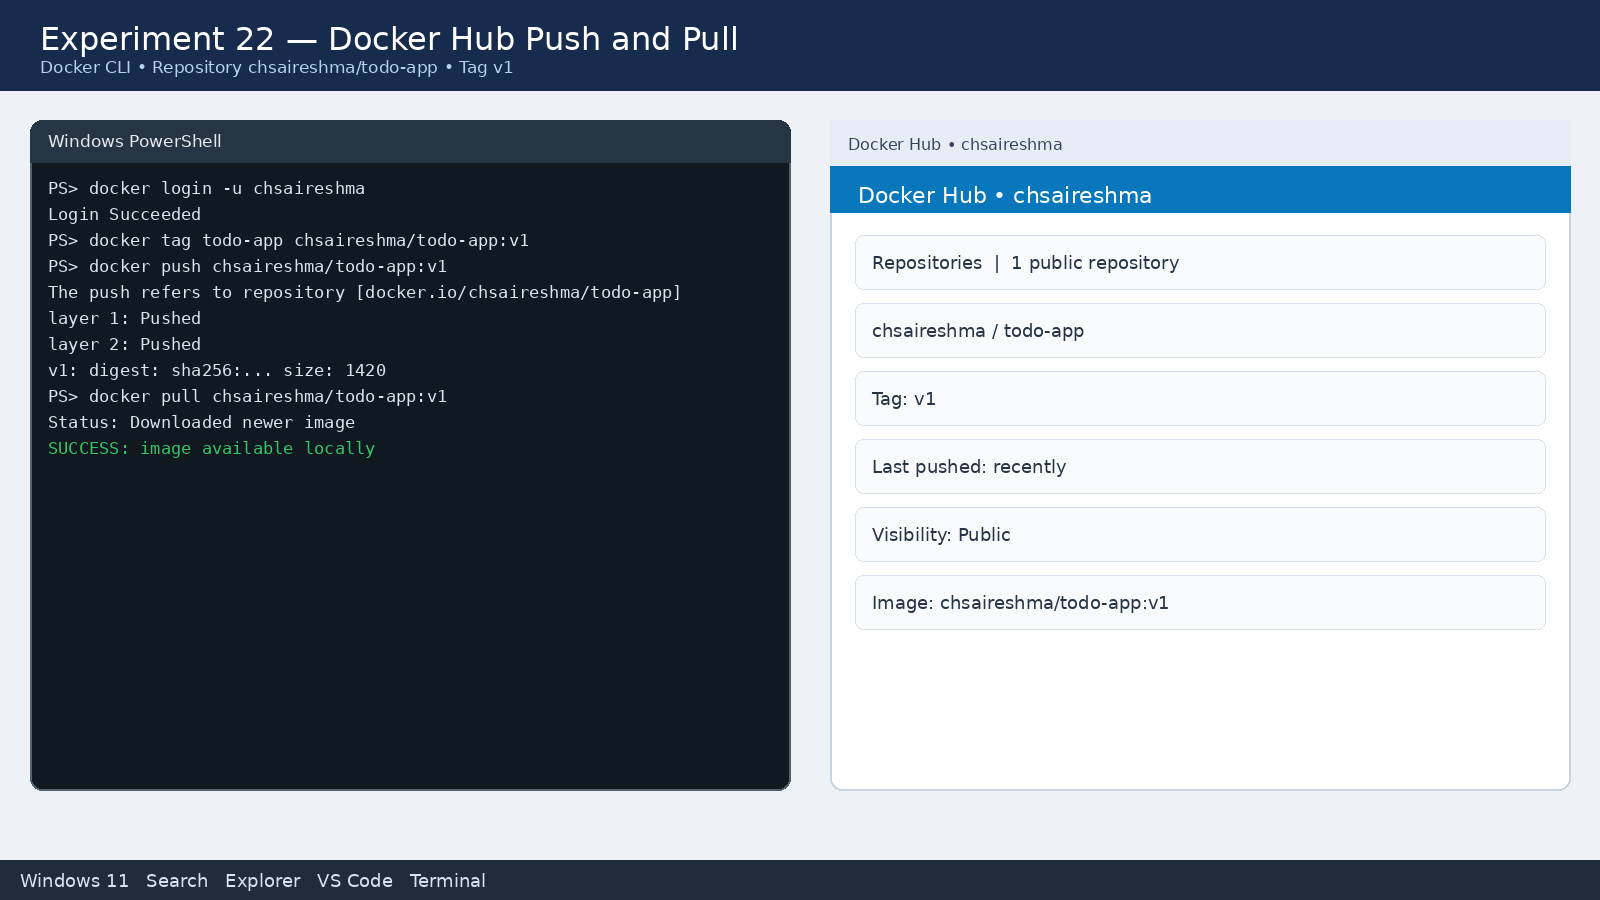 Experiment 22 — Docker Hub Push and Pull
Docker CLI • Repository chsaireshma/todo-app • Tag v1
Windows PowerShell
PS> docker login -u chsaireshma
Login Succeeded
PS> docker tag todo-app chsaireshma/todo-app:v1
PS> docker push chsaireshma/todo-app:v1
The push refers to repository [docker.io/chsaireshma/todo-app]
layer 1: Pushed
layer 2: Pushed
v1: digest: sha256:... size: 1420
PS> docker pull chsaireshma/todo-app:v1
Status: Downloaded newer image
SUCCESS: image available locally
Docker Hub • chsaireshma
Docker Hub • chsaireshma
Repositories | 1 public repository
chsaireshma / todo-app
Tag: v1
Last pushed: recently
Visibility: Public
Image: chsaireshma/todo-app:v1
Windows 11 Search Explorer VS Code Terminal